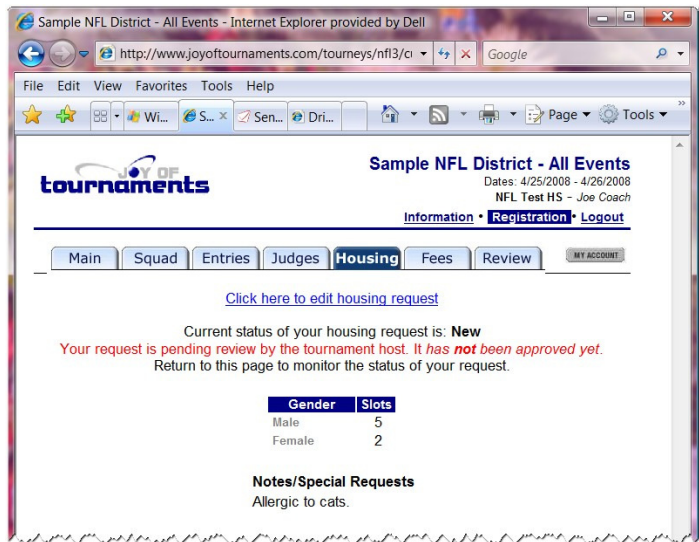 Sample NFL District - All Events - Internet Explorer provided by Dell
http://www.joyoftournaments.com/tourneys/nfl3/
Google
File Edit View Favorites Tools Help
Wi... S... Sen... Dri... Page Tools
JOY OF
tournaments
Sample NFL District - All Events
Dates: 4/25/2008 - 4/26/2008
NFL Test HS - Joe Coach
Information • Registration • Logout
Main Squad Entries Judges Housing Fees Review MY ACCOUNT
Click here to edit housing request
Current status of your housing request is: New
Your request is pending review by the tournament host. It has not been approved yet.
Return to this page to monitor the status of your request.
Gender Slots
Male 5
Female 2
Notes/Special Requests
Allergic to cats.